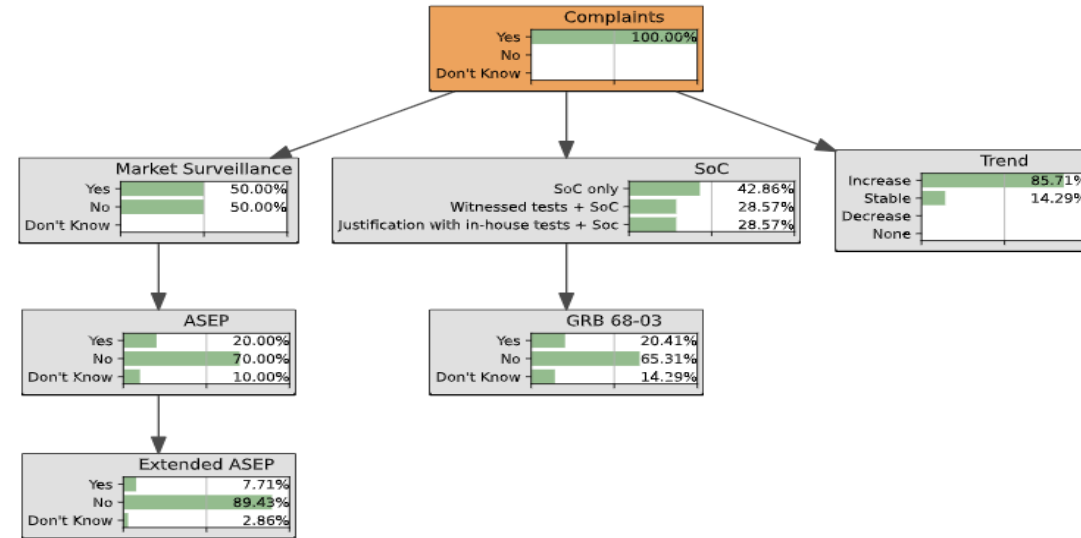 Complaints
Yes 100.00%
No
Don't Know
Market Surveillance
Yes 50.00%
No 50.00%
Don't Know
SoC
SoC only 42.86%
Witnessed tests + SoC 28.57%
Justification with in-house tests + Soc 28.57%
Trend
Increase 85.71%
Stable 14.29%
Decrease
None
ASEP
Yes 20.00%
No 70.00%
Don't Know 10.00%
GRB 68-03
Yes 20.41%
No 65.31%
Don't Know 14.29%
Extended ASEP
Yes 7.71%
No 89.43%
Don't Know 2.86%